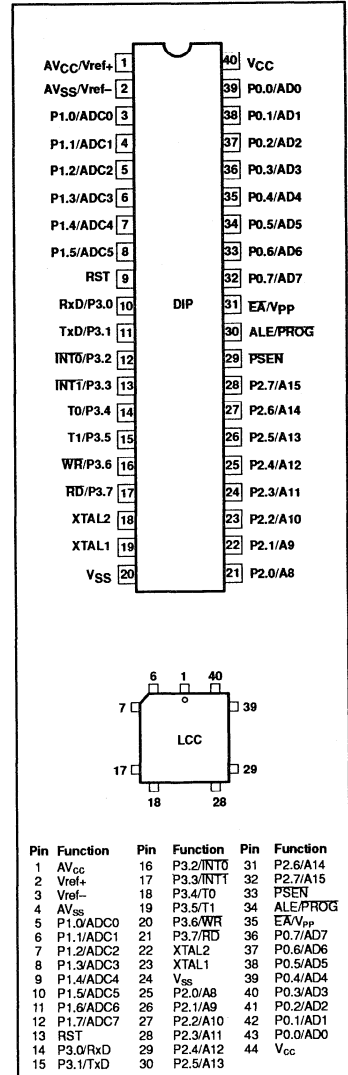 AVCC/Vref+ 1 40 VCC
AVSS/Vref– 2 39 P0.0/AD0
P1.0/ADC0 3 38 P0.1/AD1
P1.1/ADC1 4 37 P0.2/AD2
P1.2/ADC2 5 36 P0.3/AD3
P1.3/ADC3 6 35 P0.4/AD4
P1.4/ADC4 7 34 P0.5/AD5
P1.5/ADC5 8 33 P0.6/AD6
RST 9 32 P0.7/AD7
RxD/P3.0 10 DIP 31 EA/VPP
TxD/P3.1 11 30 ALE/PROG
INT0/P3.2 12 29 PSEN
INT1/P3.3 13 28 P2.7/A15
T0/P3.4 14 27 P2.6/A14
T1/P3.5 15 26 P2.5/A13
WR/P3.6 16 25 P2.4/A12
RD/P3.7 17 24 P2.3/A11
XTAL2 18 23 P2.2/A10
XTAL1 19 22 P2.1/A9
VSS 20 21 P2.0/A8
6 1 40
7 39
LCC
17 29
18 28
Pin Function Pin Function Pin Function
1 AVCC 16 P3.2/INT0 31 P2.6/A14
2 Vref+ 17 P3.3/INT1 32 P2.7/A15
3 Vref– 18 P3.4/T0 33 PSEN
4 AVSS 19 P3.5/T1 34 ALE/PROG
5 P1.0/ADC0 20 P3.6/WR 35 EA/VPP
6 P1.1/ADC1 21 P3.7/RD 36 P0.7/AD7
7 P1.2/ADC2 22 XTAL2 37 P0.6/AD6
8 P1.3/ADC3 23 XTAL1 38 P0.5/AD5
9 P1.4/ADC4 24 VSS 39 P0.4/AD4
10 P1.5/ADC5 25 P2.0/A8 40 P0.3/AD3
11 P1.6/ADC6 26 P2.1/A9 41 P0.2/AD2
12 P1.7/ADC7 27 P2.2/A10 42 P0.1/AD1
13 RST 28 P2.3/A11 43 P0.0/AD0
14 P3.0/RxD 29 P2.4/A12 44 VCC
15 P3.1/TxD 30 P2.5/A13